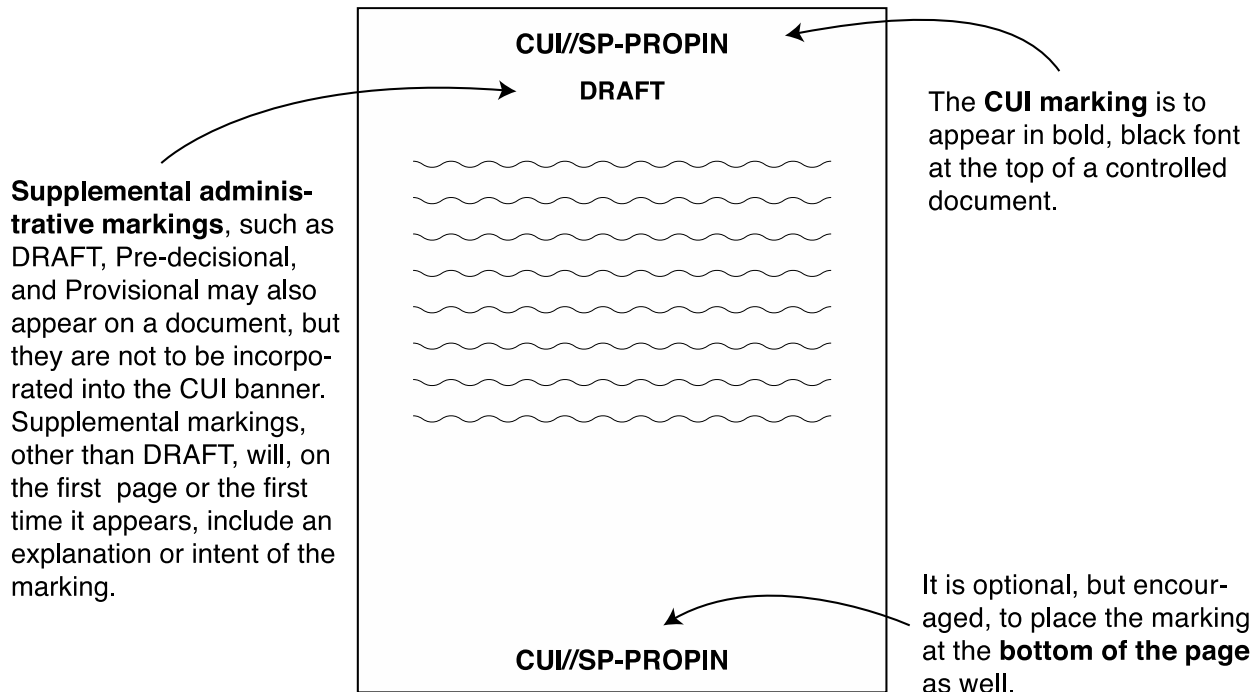 CUI//SP-PROPIN
DRAFT
Supplemental adminis-
trative markings, such as
DRAFT, Pre-decisional,
and Provisional may also
appear on a document, but
they are not to be incorpo-
rated into the CUI banner.
Supplemental markings,
other than DRAFT, will, on
the first page or the first
time it appears, include an
explanation or intent of the
marking.
The CUI marking is to
appear in bold, black font
at the top of a controlled
document.
It is optional, but encour-
aged, to place the marking
at the bottom of the page
as well.
CUI//SP-PROPIN